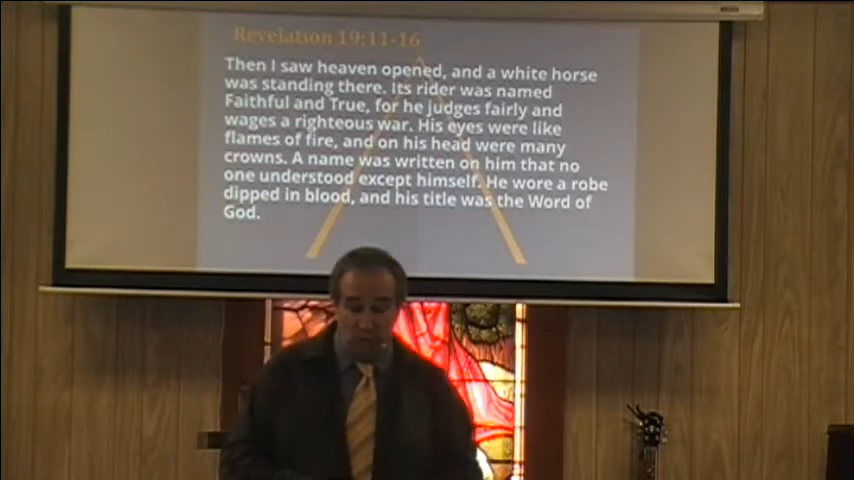 Revelation 19:11-16
Then I saw heaven opened, and a white horse
was standing there. Its rider was named
Faithful and True, for he judges fairly and
wages a righteous war. His eyes were like
flames of fire, and on his head were many
crowns. A name was written on him that no
one understood except himself. He wore a robe
dipped in blood, and his title was the Word of
God.